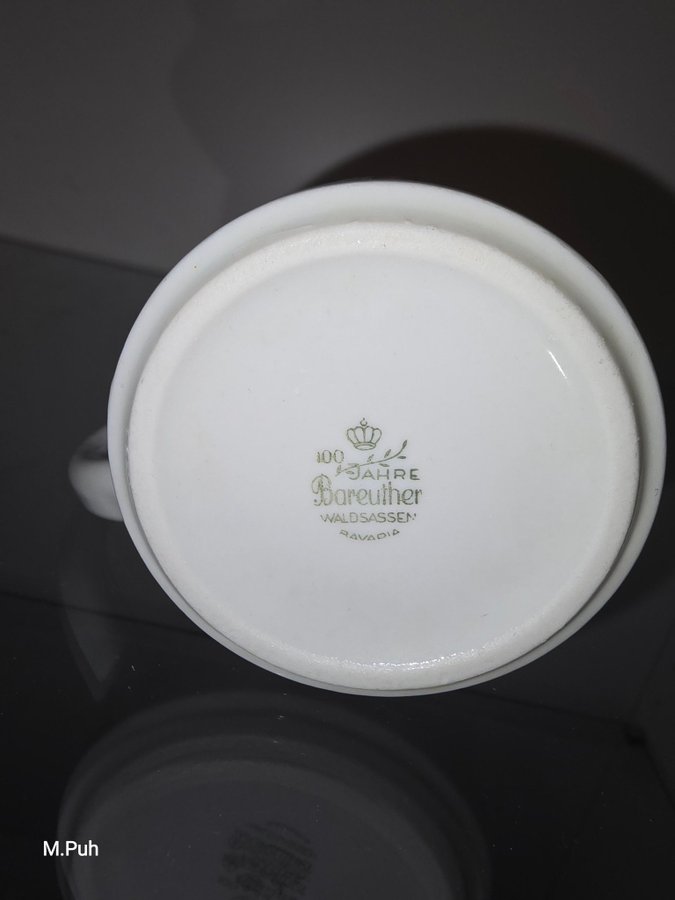 100
JAHRE
Bareuther
WALDSASSEN
BAVARIA
M.Puh